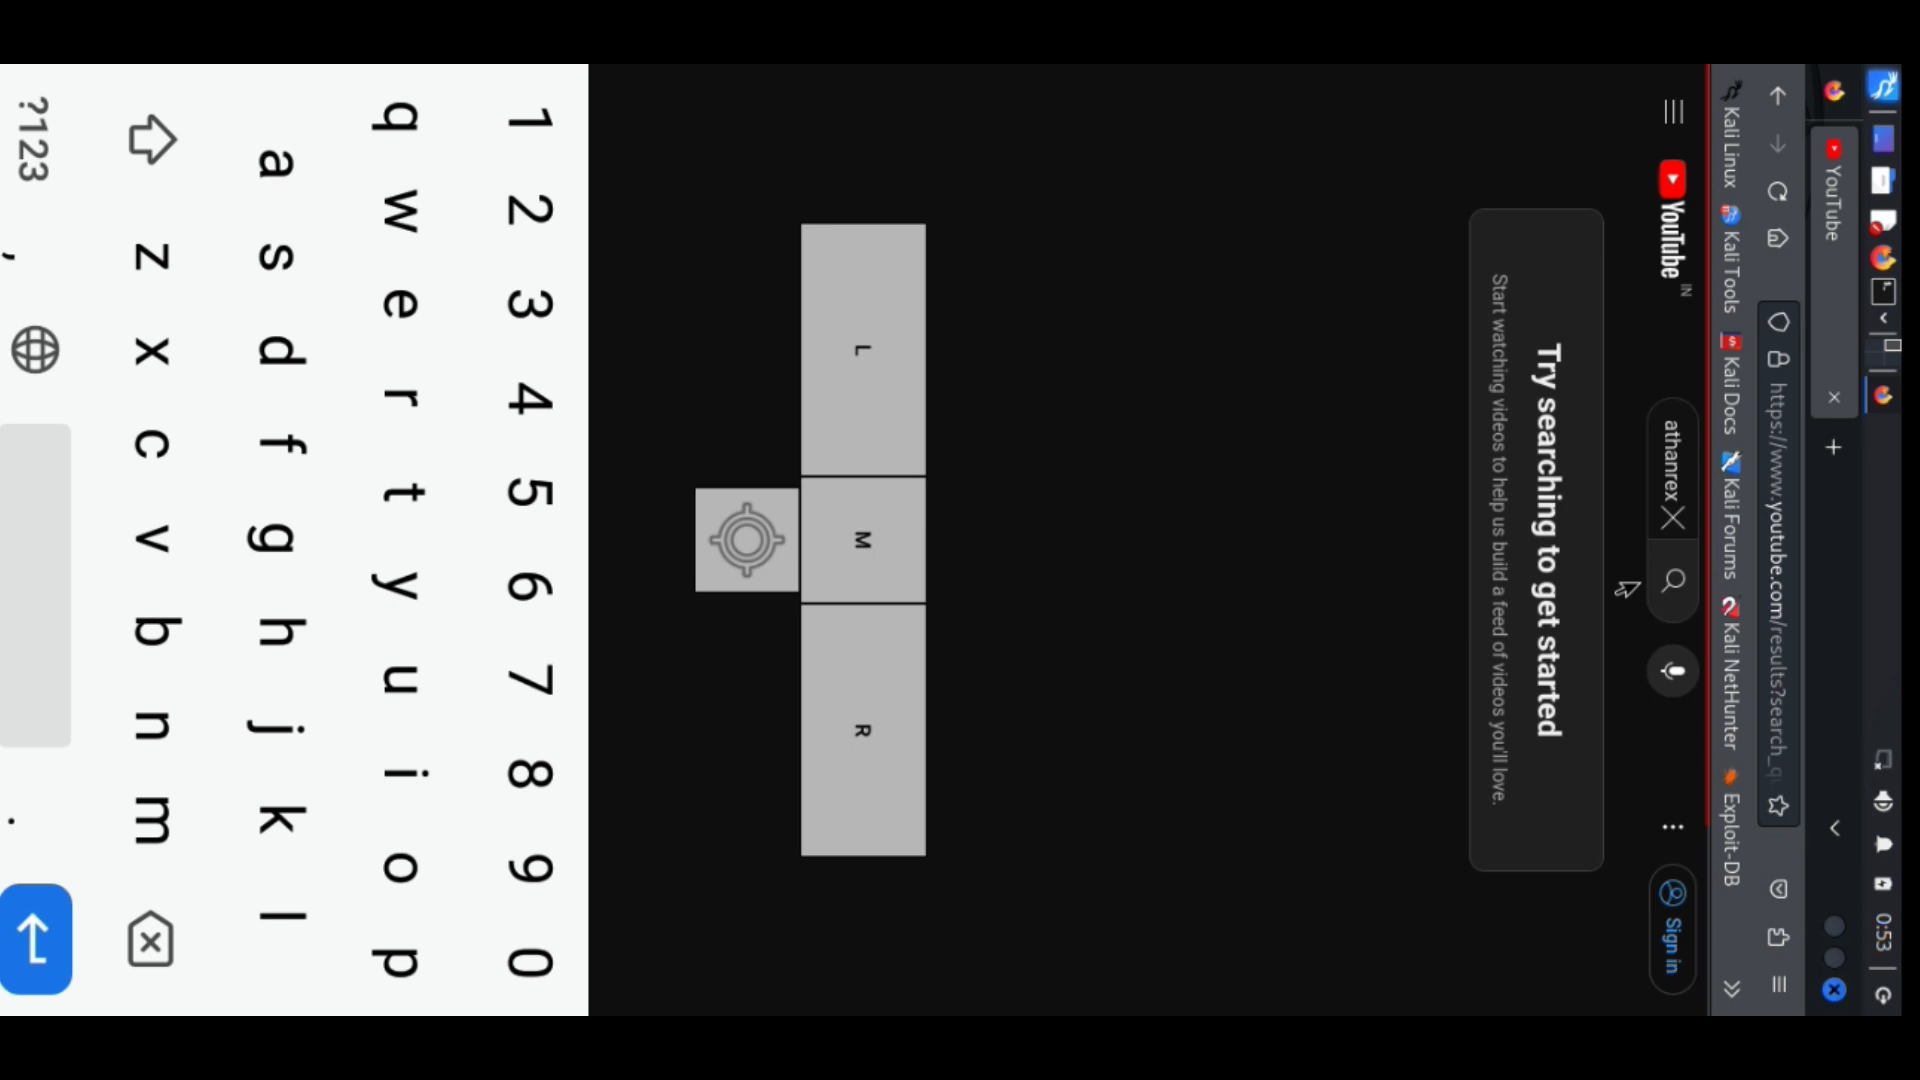 0:53
YouTube
https://www.youtube.com/results?search_q
Kali Linux Kali Tools Kali Docs Kali Forums Kali NetHunter Exploit-DB
YouTube IN
athanrex
Sign in
Try searching to get started
Start watching videos to help us build a feed of videos you'll love.
L M R
1 2 3 4 5 6 7 8 9 0
q w e r t y u i o p
a s d f g h j k l
z x c v b n m
?123 , .